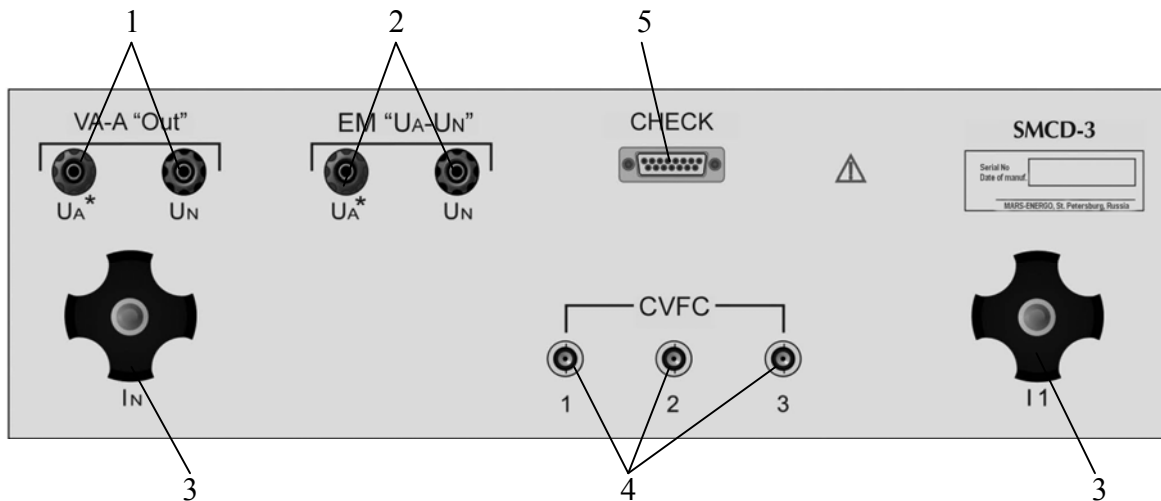 1 2 5
VA-A "Out" EM "UA-UN" CHECK SMCD-3
Serial No
Date of manuf.
UA* UN UA* UN MARS-ENERGO, St. Petersburg, Russia
CVFC
IN 1 2 3 I 1
3 4 3